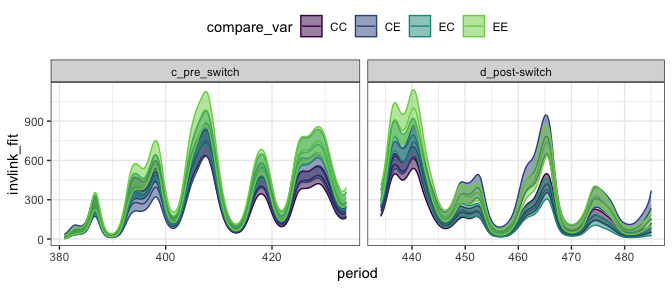 compare_var CC CE EC EE
c_pre_switch d_post-switch
invlink_fit
900
600
300
0
380 400 420 440 450 460 470 480
period